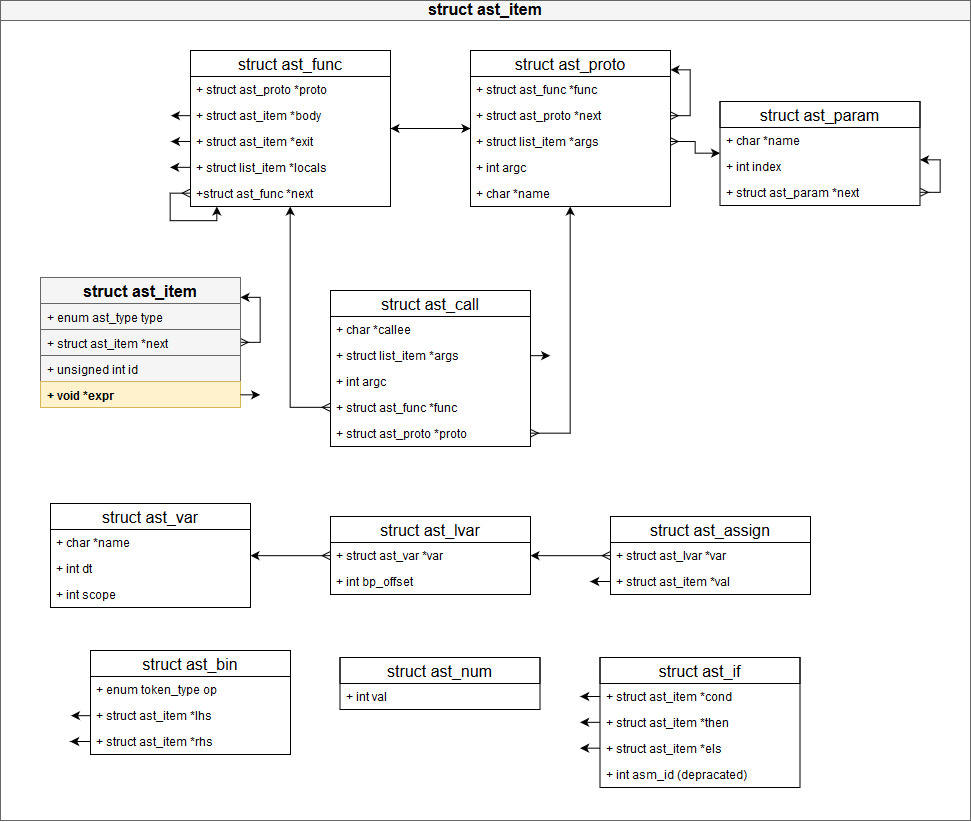 struct ast_item
struct ast_func
+ struct ast_proto *proto
+ struct ast_item *body
+ struct ast_item *exit
+ struct list_item *locals
+struct ast_func *next
struct ast_proto
+ struct ast_func *func
+ struct ast_proto *next
+ struct list_item *args
+ int argc
+ char *name
struct ast_param
+ char *name
+ int index
+ struct ast_param *next
struct ast_item
+ enum ast_type type
+ struct ast_item *next
+ unsigned int id
+ void *expr
struct ast_call
+ char *callee
+ struct list_item *args
+ int argc
+ struct ast_func *func
+ struct ast_proto *proto
struct ast_var
+ char *name
+ int dt
+ int scope
struct ast_lvar
+ struct ast_var *var
+ int bp_offset
struct ast_assign
+ struct ast_lvar *var
+ struct ast_item *val
struct ast_bin
+ enum token_type op
+ struct ast_item *lhs
+ struct ast_item *rhs
struct ast_num
+ int val
struct ast_if
+ struct ast_item *cond
+ struct ast_item *then
+ struct ast_item *els
+ int asm_id (depracated)